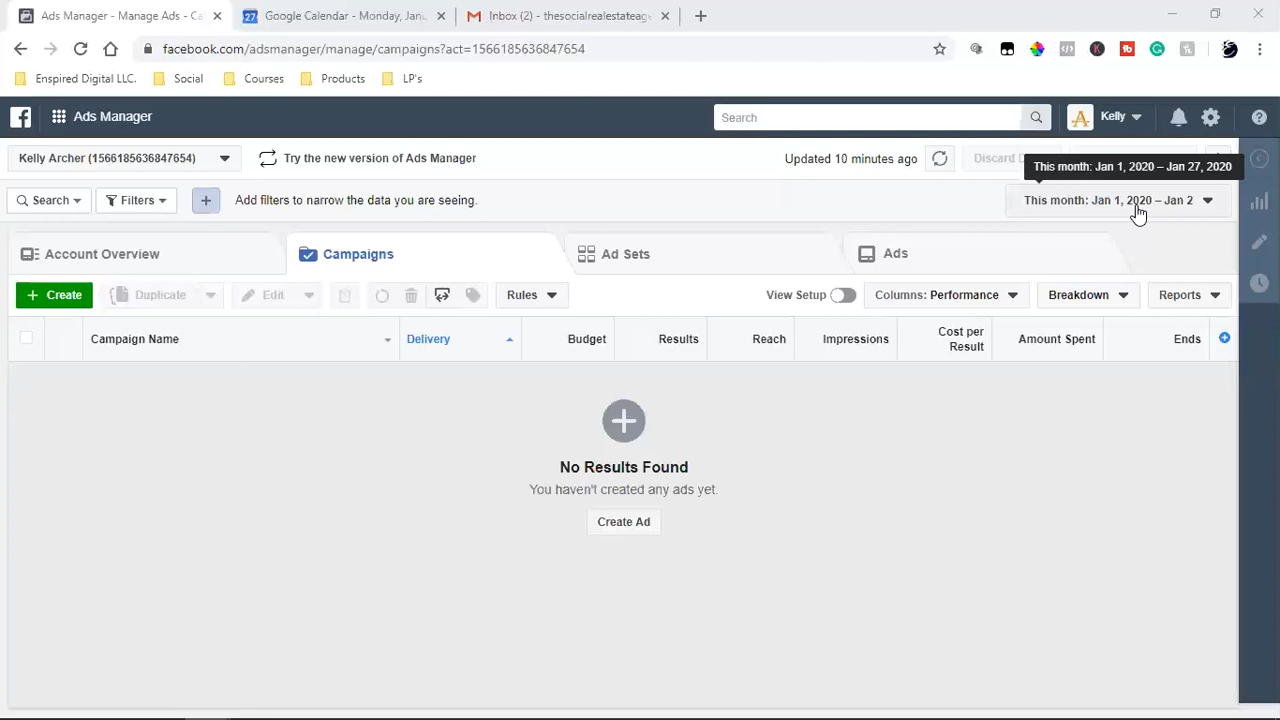 Ads Manager - Manage Ads - Ca
Google Calendar - Monday, Janu
Inbox (2) - thesocialrealestateage
facebook.com/adsmanager/manage/campaigns?act=1566185636847654
Enspired Digital LLC.
Social
Courses
Products
LP's
Ads Manager
Search
Kelly
Kelly Archer (1566185636847654)
Try the new version of Ads Manager
Updated 10 minutes ago
Discard
This month: Jan 1, 2020 – Jan 27, 2020
Search
Filters
Add filters to narrow the data you are seeing.
This month: Jan 1, 2020 – Jan 2
Account Overview
Campaigns
Ad Sets
Ads
Create
Duplicate
Edit
Rules
View Setup
Columns: Performance
Breakdown
Reports
Campaign Name
Delivery
Budget
Results
Reach
Impressions
Cost per
Result
Amount Spent
Ends
No Results Found
You haven't created any ads yet.
Create Ad